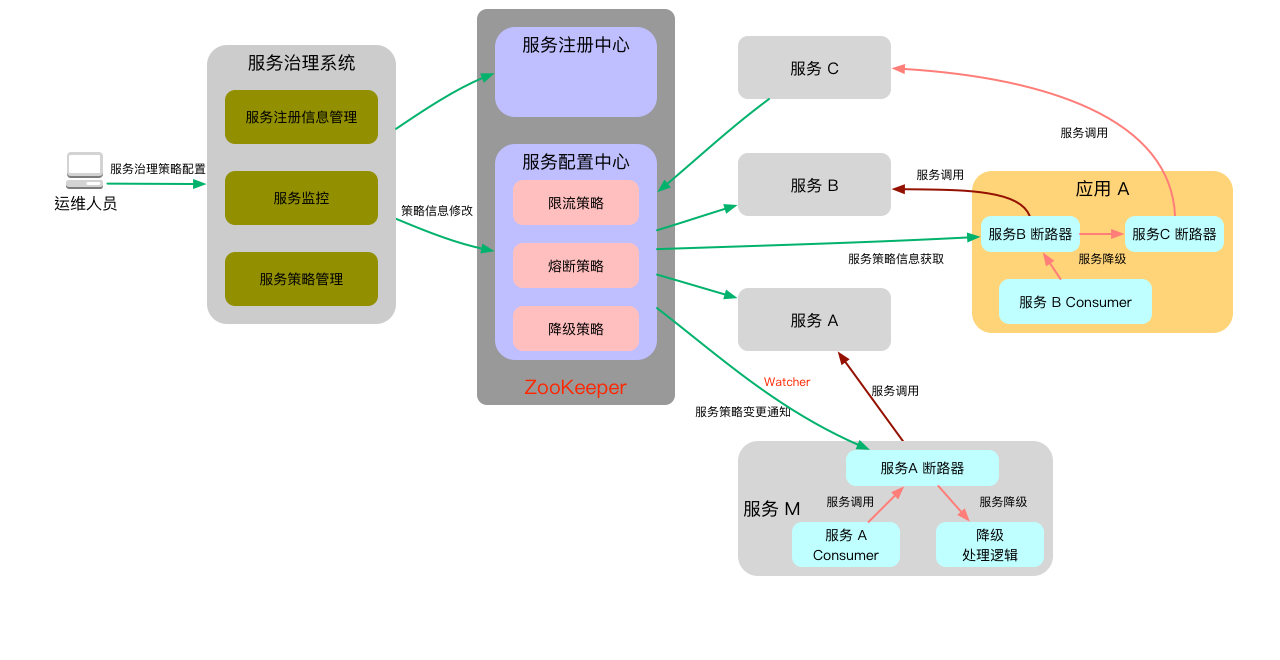 运维人员
服务治理策略配置
服务治理系统
服务注册信息管理
服务监控
服务策略管理
策略信息修改
服务注册中心
服务配置中心
限流策略
熔断策略
降级策略
ZooKeeper
服务 C
服务 B
服务 A
服务调用
服务调用
应用 A
服务B 断路器
服务C 断路器
服务降级
服务 B Consumer
服务策略信息获取
Watcher
服务策略变更通知
服务调用
服务 M
服务A 断路器
服务调用
服务降级
服务 A
Consumer
降级
处理逻辑